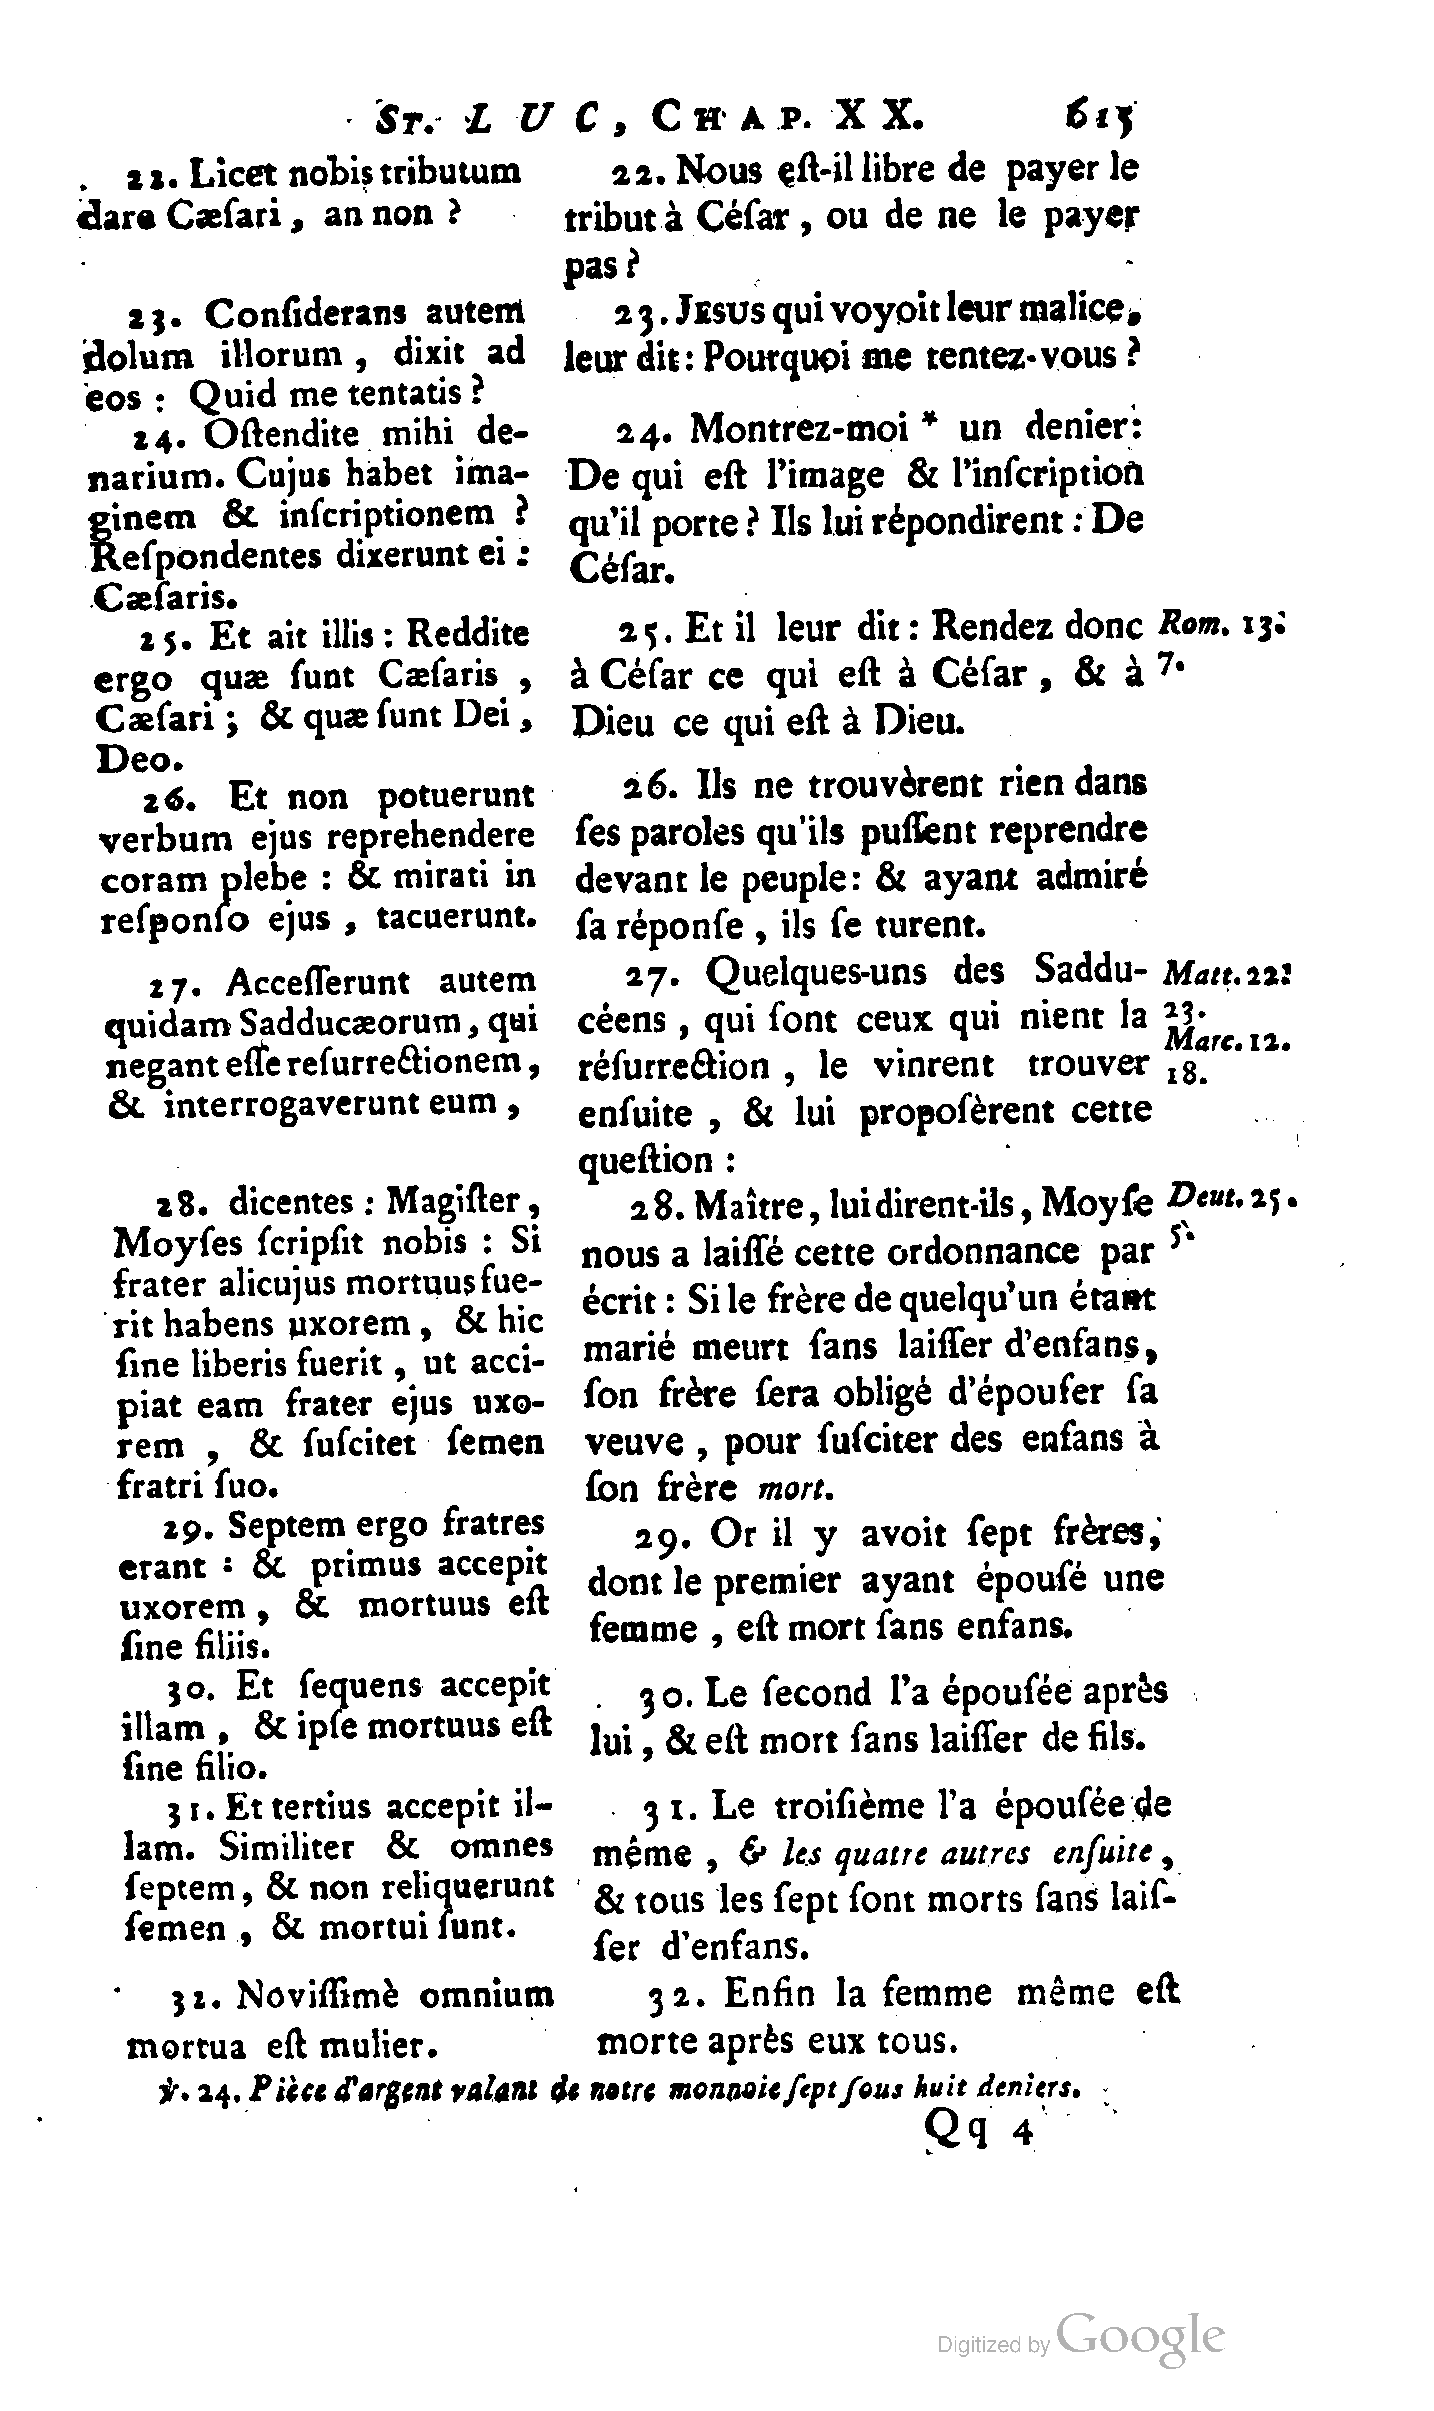 St. LUC, CHAP. XX. 615
22. Licet nobis tributum
dare Cæſari, an non ?
23. Conſiderans autem
dolum illorum, dixit ad
eos : Quid me tentatis ?
24. Oſtendite mihi de-
narium. Cujus habet ima-
ginem & inſcriptionem ?
Reſpondentes dixerunt ei :
Cæſaris.
25. Et ait illis : Reddite
ergo quæ ſunt Cæſaris ,
Cæſari ; & quæ ſunt Dei ,
Deo.
26. Et non potuerunt
verbum ejus reprehendere
coram plebe : & mirati in
reſponſo ejus , tacuerunt.
27. Acceſſerunt autem
quidam Sadducæorum, qui
negant eſſe reſurrectionem,
& interrogaverunt eum ,
28. dicentes : Magiſter ,
Moyſes ſcripſit nobis : Si
frater alicujus mortuus fue-
rit habens uxorem , & hic
ſine liberis fuerit , ut acci-
piat eam frater ejus uxo-
rem , & ſuſcitet ſemen
fratri ſuo.
29. Septem ergo fratres
erant : & primus accepit
uxorem , & mortuus eſt
ſine filiis.
30. Et ſequens accepit
illam , & ipſe mortuus eſt
ſine filio.
31. Et tertius accepit il-
lam. Similiter & omnes
ſeptem, & non reliquerunt
ſemen , & mortui ſunt.
32. Noviſſimè omnium
mortua eſt mulier.
22. Nous eſt-il libre de payer le
tribut à Céſar , ou de ne le payer
pas ?
23. JESUS qui voyoit leur malice,
leur dit : Pourquoi me tentez-vous ?
24. Montrez-moi * un denier :
De qui eſt l'image & l'inſcription
qu'il porte ? Ils lui répondirent : De
Céſar.
25. Et il leur dit : Rendez donc
à Céſar ce qui eſt à Céſar , & à
Dieu ce qui eſt à Dieu.
26. Ils ne trouvèrent rien dans
ſes paroles qu'ils puſſent reprendre
devant le peuple: & ayant admiré
ſa réponſe , ils ſe turent.
27. Quelques-uns des Saddu-
céens , qui ſont ceux qui nient la
réſurrection , le vinrent trouver
enſuite , & lui propoſèrent cette
queſtion :
28. Maître, lui dirent-ils, Moyſe
nous a laiſſé cette ordonnance par
écrit : Si le frère de quelqu'un étant
marié meurt ſans laiſſer d'enfans,
ſon frère ſera obligé d'épouſer ſa
veuve , pour ſuſciter des enfans à
ſon frère mort.
29. Or il y avoit ſept frères,
dont le premier ayant épouſé une
femme , eſt mort ſans enfans.
30. Le ſecond l'a épouſée après
lui , & eſt mort ſans laiſſer de fils.
31. Le troiſième l'a épouſée de
même , & les quatre autres enſuite ,
& tous les ſept ſont morts ſans laiſ-
ſer d'enfans.
32. Enfin la femme même eſt
morte après eux tous.
Rom. 13.
7.
Matt. 22.
23.
Marc. 12.
18.
Deut. 25.
5.
℣. 24. Pièce d'argent valant de notre monnoie ſept ſous huit deniers.
Qq 4
Digitized by Google